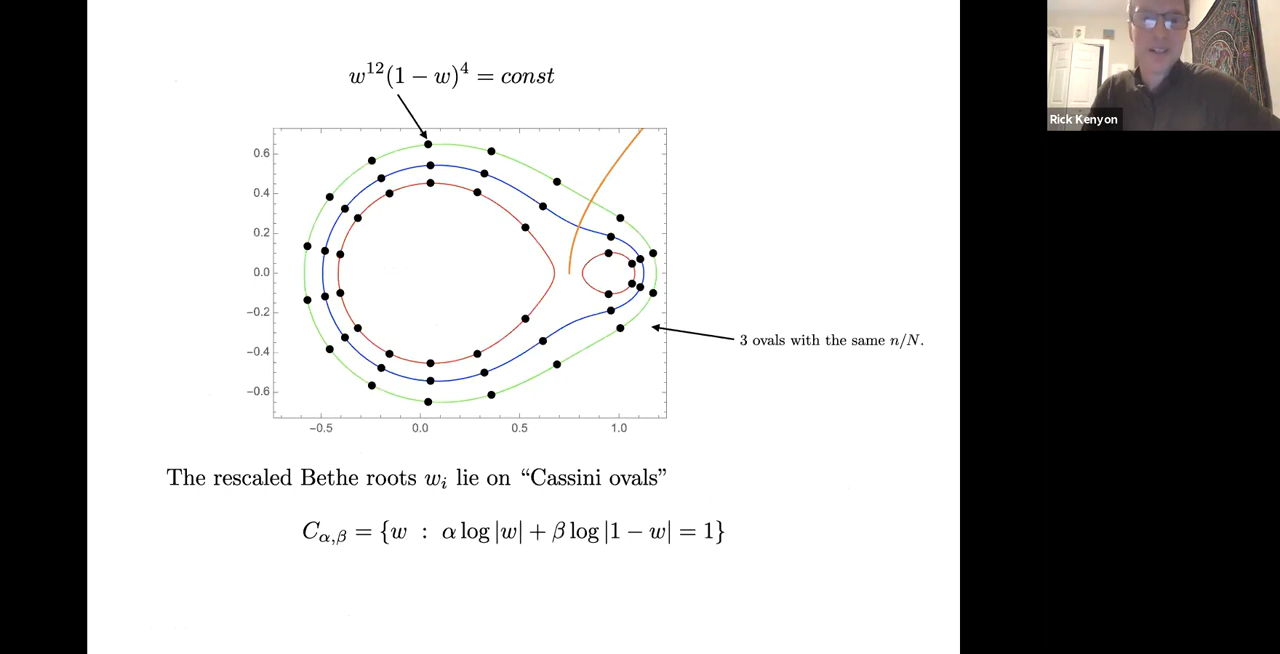 w^{12}(1 − w)^4 = const
Rick Kenyon
0.6
0.4
0.2
0.0
−0.2
−0.4
−0.6
−0.5 0.0 0.5 1.0
3 ovals with the same n/N.
The rescaled Bethe roots w_i lie on “Cassini ovals”
C_{α,β} = {w : α log |w| + β log |1 − w| = 1}